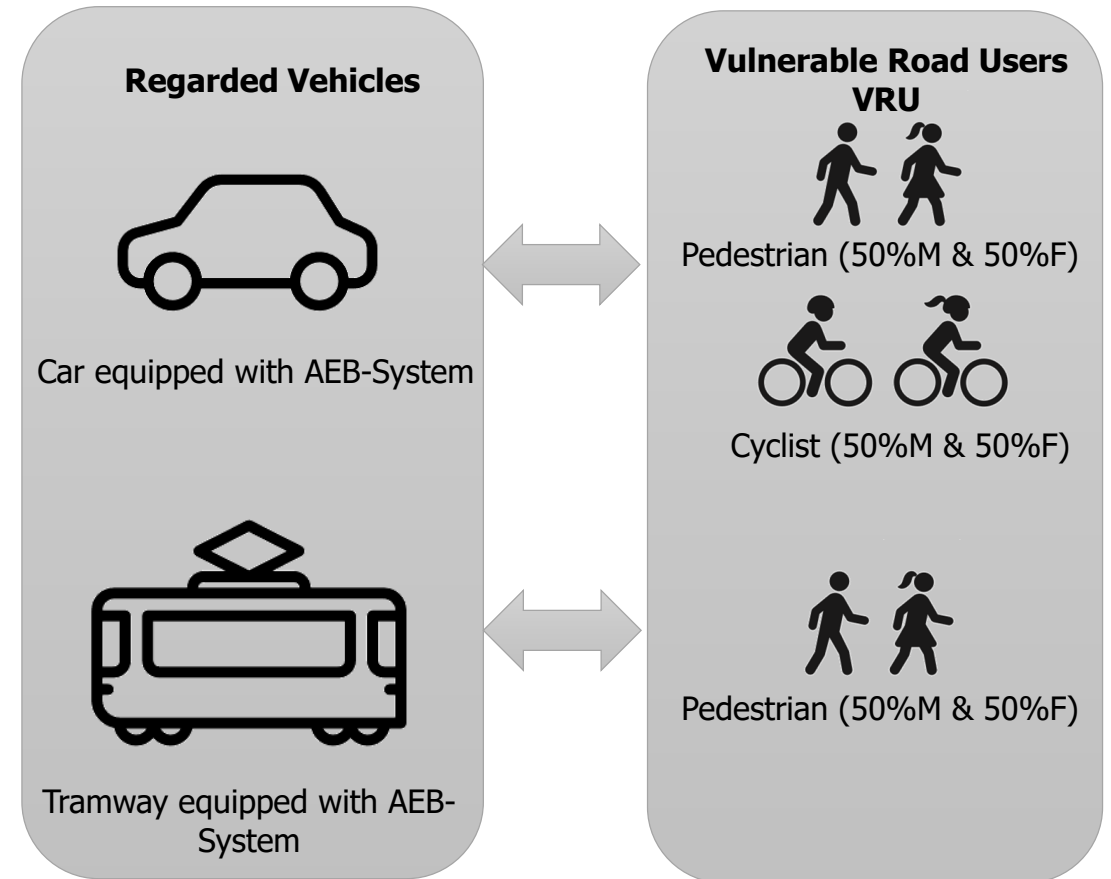 Regarded Vehicles
Car equipped with AEB-System
Tramway equipped with AEB-
System
Vulnerable Road Users
VRU
Pedestrian (50%M & 50%F)
Cyclist (50%M & 50%F)
Pedestrian (50%M & 50%F)